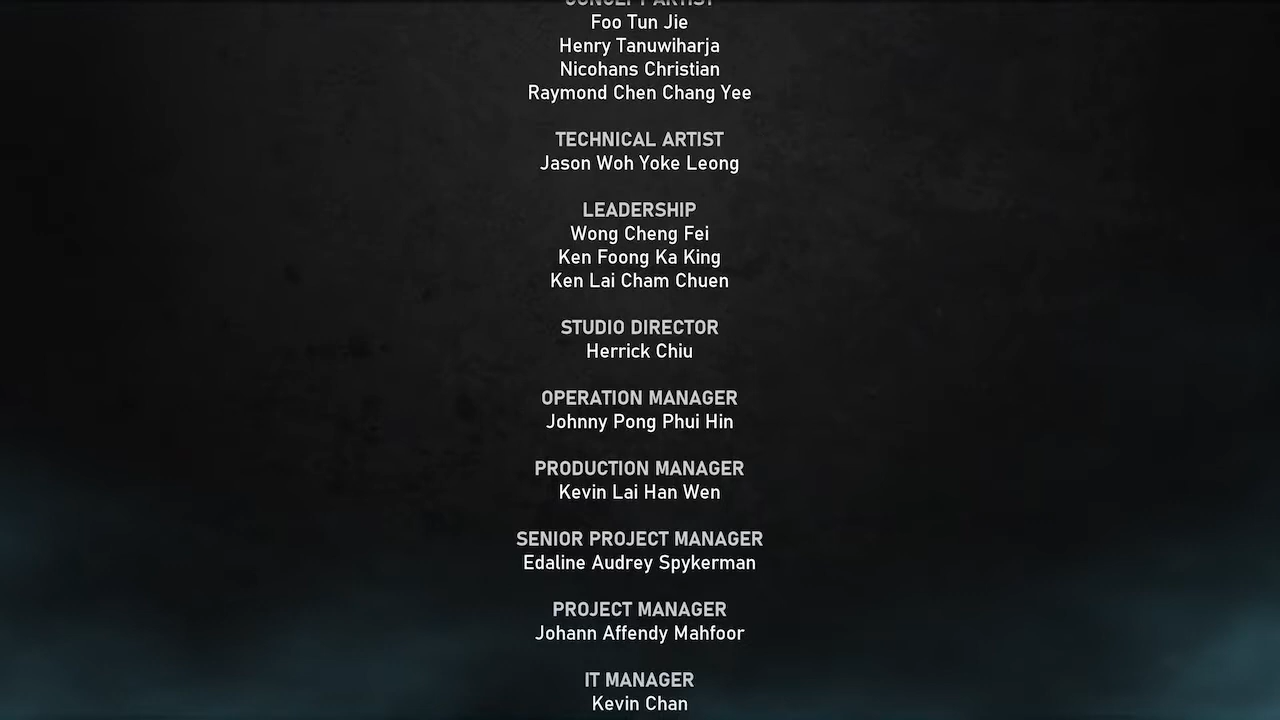 CONCEPT ARTIST
Foo Tun Jie
Henry Tanuwiharja
Nicohans Christian
Raymond Chen Chang Yee
TECHNICAL ARTIST
Jason Woh Yoke Leong
LEADERSHIP
Wong Cheng Fei
Ken Foong Ka King
Ken Lai Cham Chuen
STUDIO DIRECTOR
Herrick Chiu
OPERATION MANAGER
Johnny Pong Phui Hin
PRODUCTION MANAGER
Kevin Lai Han Wen
SENIOR PROJECT MANAGER
Edaline Audrey Spykerman
PROJECT MANAGER
Johann Affendy Mahfoor
IT MANAGER
Kevin Chan